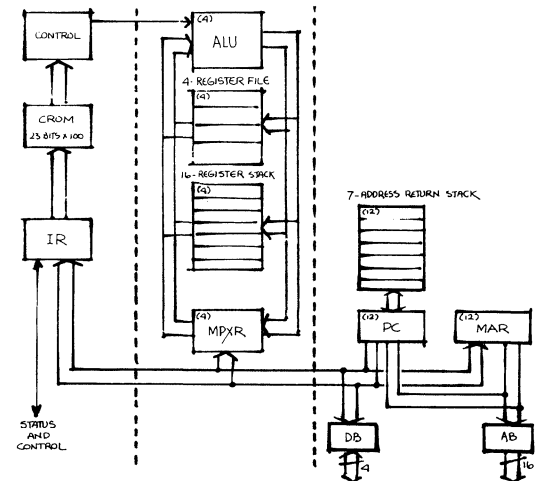 CONTROL
(4)
ALU
4-REGISTER FILE
(4)
CROM
23 BITS x 100
16-REGISTER STACK
(4)
7-ADDRESS RETURN STACK
(12)
IR
(4)
MPXR
(12)
PC
(12)
MAR
STATUS
AND
CONTROL
DB
AB
4
16